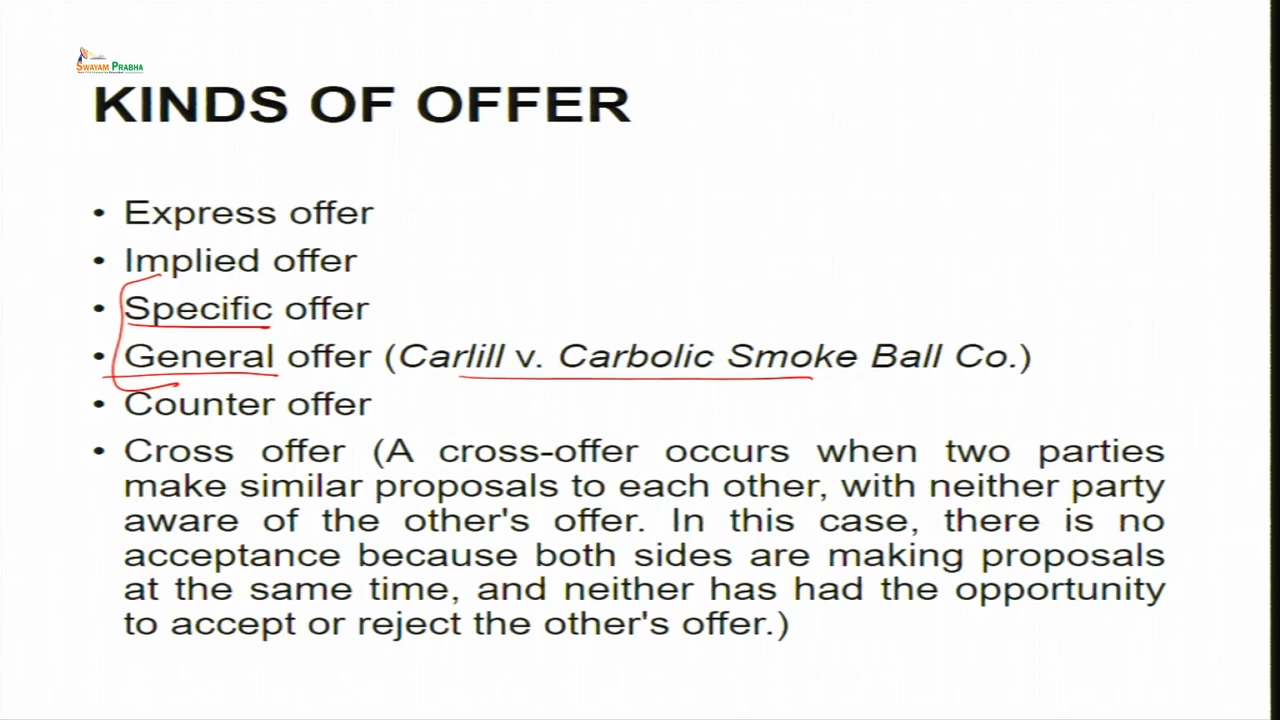 SWAYAM PRABHA
KINDS OF OFFER
• Express offer
• Implied offer
• Specific offer
• General offer (Carlill v. Carbolic Smoke Ball Co.)
• Counter offer
• Cross offer (A cross-offer occurs when two parties
make similar proposals to each other, with neither party
aware of the other's offer. In this case, there is no
acceptance because both sides are making proposals
at the same time, and neither has had the opportunity
to accept or reject the other's offer.)